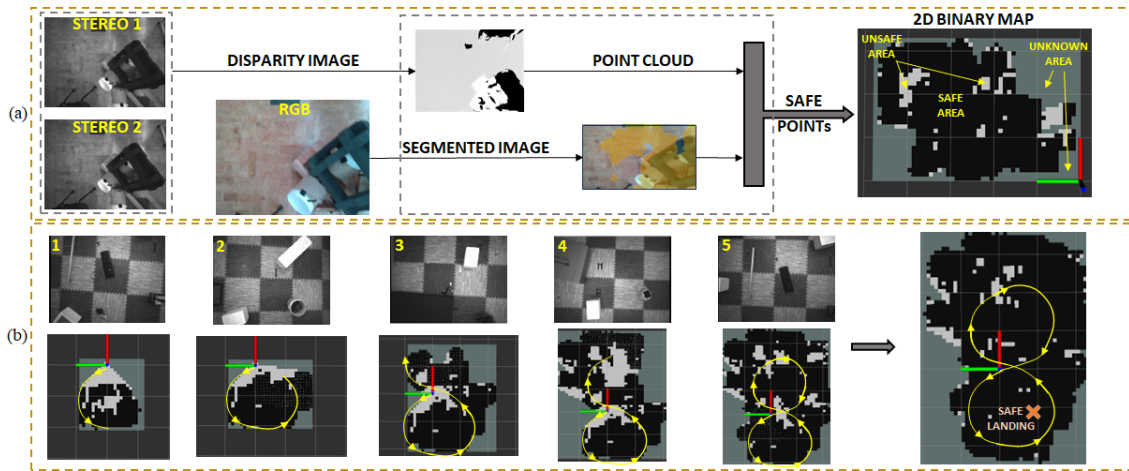 STEREO 1
2D BINARY MAP
DISPARITY IMAGE
POINT CLOUD
UNSAFE
AREA
UNKNOWN
AREA
RGB
(a)
SAFE
POINTs
SAFE
AREA
STEREO 2
SEGMENTED IMAGE
1
2
3
4
5
(b)
SAFE
LANDING